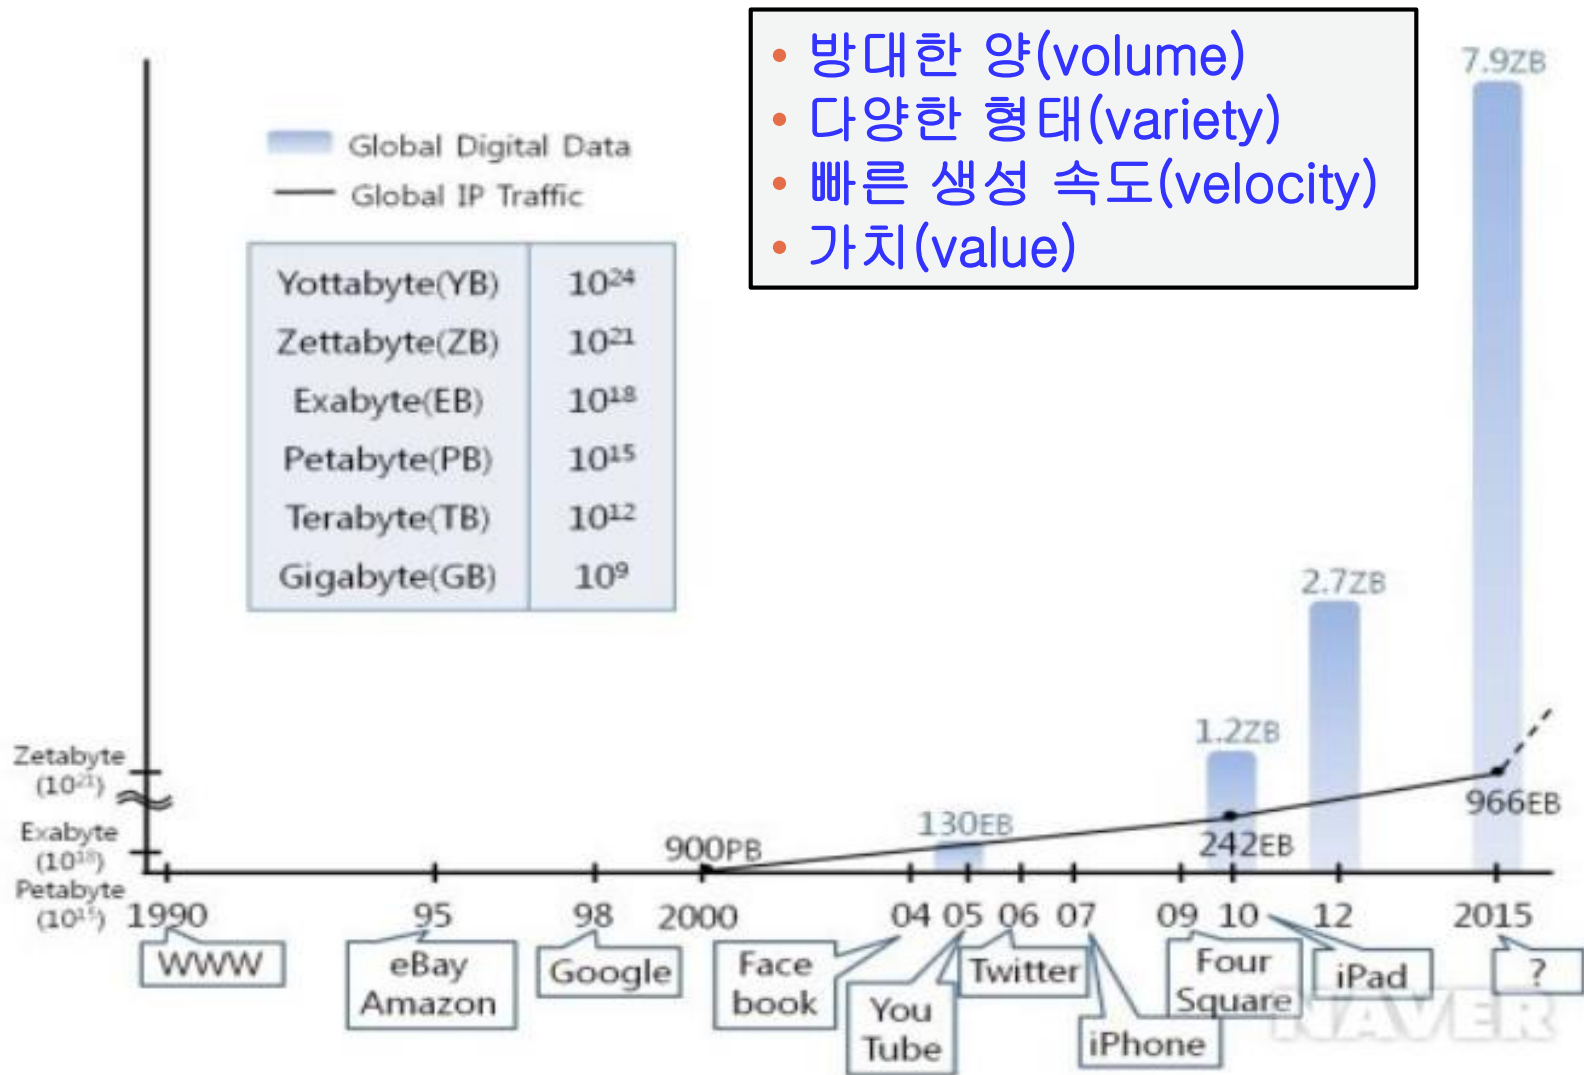 • 방대한 양(volume)
• 다양한 형태(variety)
• 빠른 생성 속도(velocity)
• 가치(value)
7.9ZB
Global Digital Data
Global IP Traffic
Yottabyte(YB) 10²⁴
Zettabyte(ZB) 10²¹
Exabyte(EB) 10¹⁸
Petabyte(PB) 10¹⁵
Terabyte(TB) 10¹²
Gigabyte(GB) 10⁹
2.7ZB
1.2ZB
Zetabyte
(10²¹)
966EB
130EB
Exabyte
(10¹⁸)
900PB
242EB
Petabyte
(10¹⁵)
1990 95 98 2000 04 05 06 07 09 10 12 2015
WWW
eBay
Amazon
Google
Face
book
You
Tube
Twitter
iPhone
Four
Square
iPad
?
NAVER